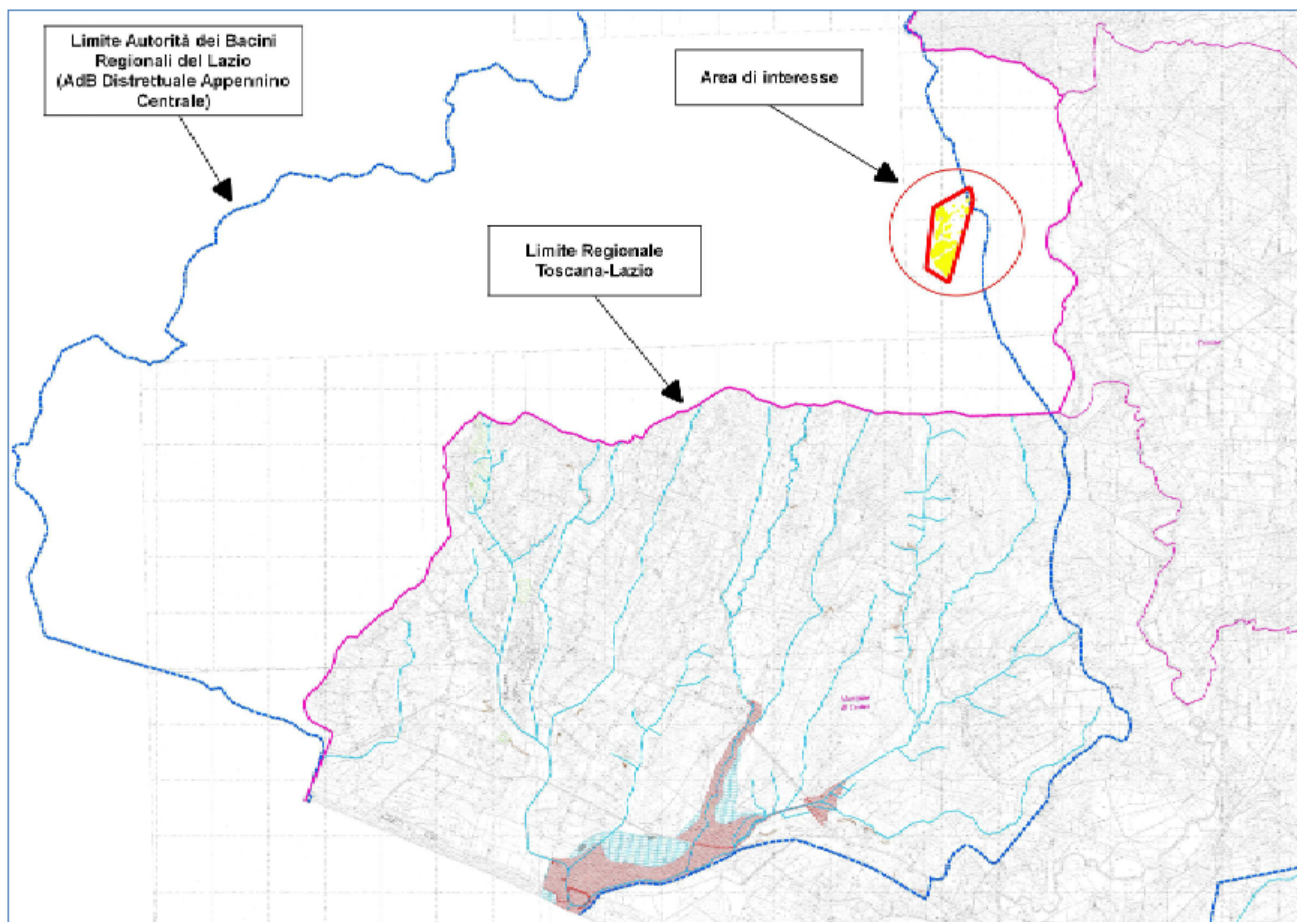 Limite Autorità dei Bacini
Regionali del Lazio
(AdB Distrettuale Appennino
Centrale)
Area di interesse
Limite Regionale
Toscana-Lazio